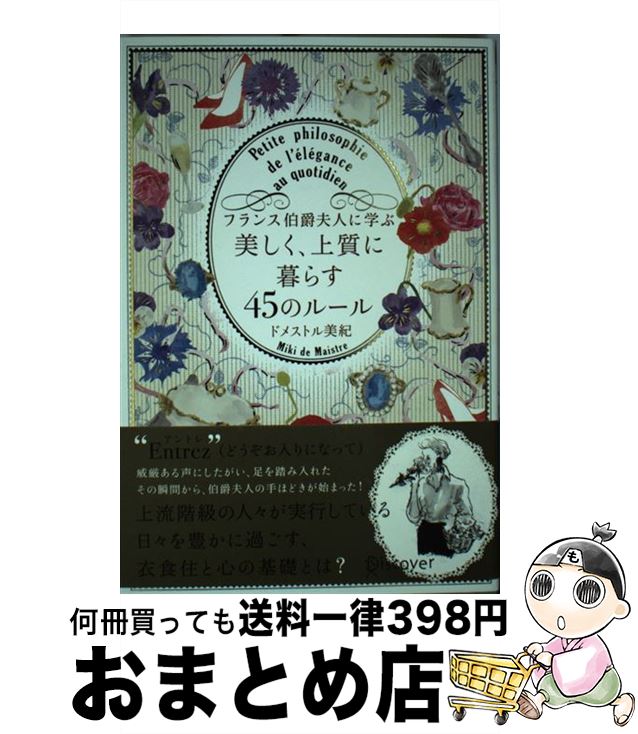 Petite philosophie
de l'élégance
au quotidien
フランス伯爵夫人に学ぶ
美しく、上質に
暮らす
45のルール
ドメストル美紀
Miki de Maistre
アントレ
"Entrez"(どうぞお入りになって)
威厳ある声にしたがい、足を踏み入れた
その瞬間から、伯爵夫人の手ほどきが始まった!
上流階級の人々が実行している
日々を豊かに過ごす、
衣食住と心の基礎とは?
Discover
何冊買っても送料一律398円
おまとめ店
も